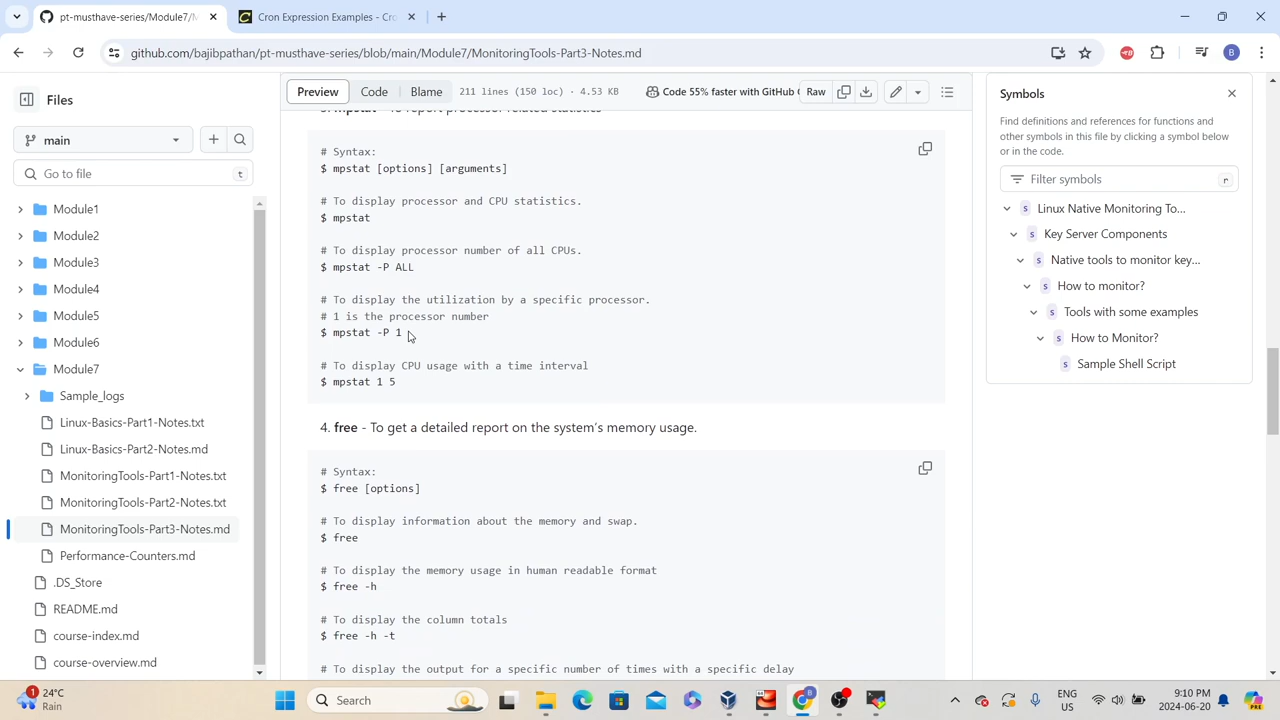 pt-musthave-series/Module7/Moni
Cron Expression Examples - Cro
github.com/bajibpathan/pt-musthave-series/blob/main/Module7/MonitoringTools-Part3-Notes.md
B
Files
main
Go to file
t
Module1
Module2
Module3
Module4
Module5
Module6
Module7
Sample_logs
Linux-Basics-Part1-Notes.txt
Linux-Basics-Part2-Notes.md
MonitoringTools-Part1-Notes.txt
MonitoringTools-Part2-Notes.txt
MonitoringTools-Part3-Notes.md
Performance-Counters.md
.DS_Store
README.md
course-index.md
course-overview.md
Preview Code Blame 211 lines (150 loc) · 4.53 KB Code 55% faster with GitHub C Raw
3. mpstat - To report processor related statistics
# Syntax:
$ mpstat [options] [arguments]
# To display processor and CPU statistics.
$ mpstat
# To display processor number of all CPUs.
$ mpstat -P ALL
# To display the utilization by a specific processor.
# 1 is the processor number
$ mpstat -P 1
# To display CPU usage with a time interval
$ mpstat 1 5
4. free - To get a detailed report on the system’s memory usage.
# Syntax:
$ free [options]
# To display information about the memory and swap.
$ free
# To display the memory usage in human readable format
$ free -h
# To display the column totals
$ free -h -t
# To display the output for a specific number of times with a specific delay
Symbols
Find definitions and references for functions and
other symbols in this file by clicking a symbol below
or in the code.
Filter symbols
r
s Linux Native Monitoring To...
s Key Server Components
s Native tools to monitor key...
s How to monitor?
s Tools with some examples
s How to Monitor?
s Sample Shell Script
1
24°C
Rain
Search
ENG
US
9:10 PM
2024-06-20